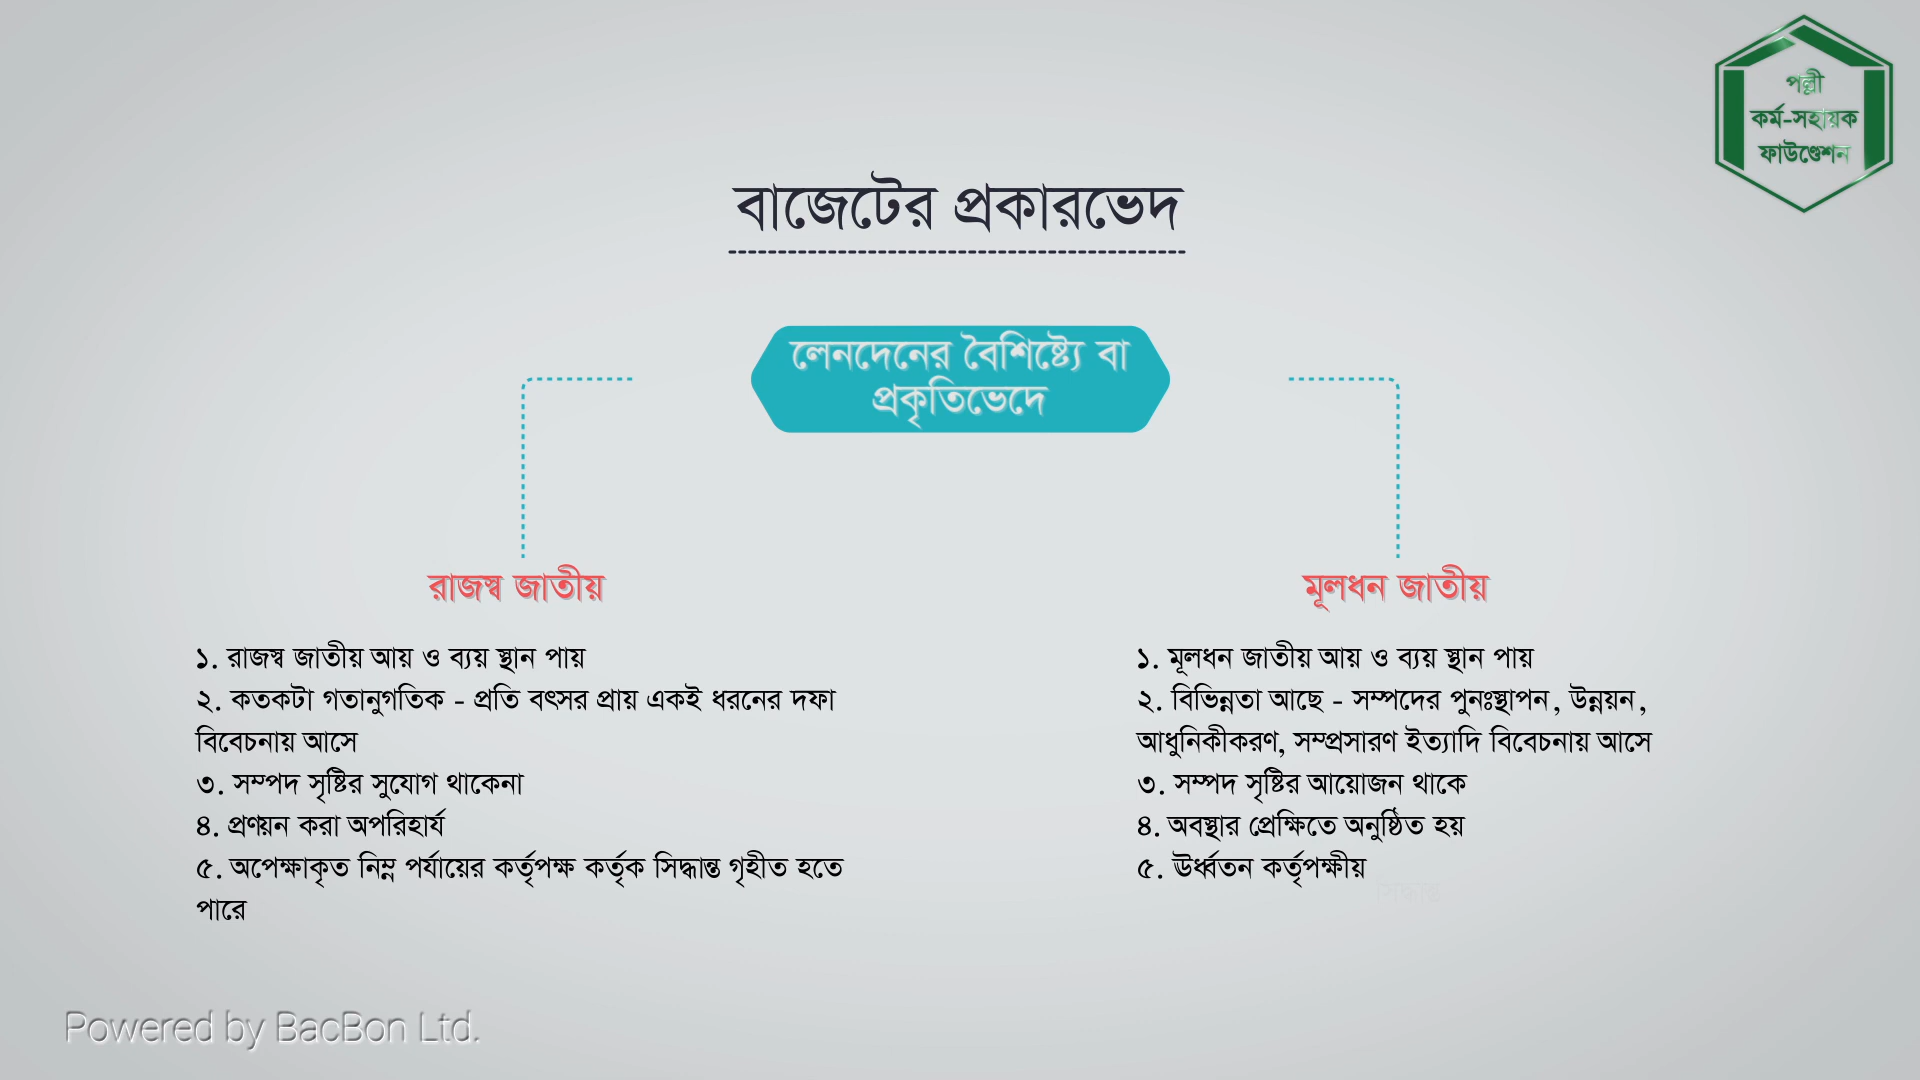 পল্লী
কর্ম-সহায়ক
ফাউণ্ডেশন
বাজেটের প্রকারভেদ
লেনদেনের বৈশিষ্ট্যে বা
প্রকৃতিভেদে
রাজস্ব জাতীয়
১. রাজস্ব জাতীয় আয় ও ব্যয় স্থান পায়
২. কতকটা গতানুগতিক - প্রতি বৎসর প্রায় একই ধরনের দফা
বিবেচনায় আসে
৩. সম্পদ সৃষ্টির সুযোগ থাকেনা
৪. প্রণয়ন করা অপরিহার্য
৫. অপেক্ষাকৃত নিম্ন পর্যায়ের কর্তৃপক্ষ কর্তৃক সিদ্ধান্ত গৃহীত হতে
পারে
মূলধন জাতীয়
১. মূলধন জাতীয় আয় ও ব্যয় স্থান পায়
২. বিভিন্নতা আছে - সম্পদের পুনঃস্থাপন, উন্নয়ন,
আধুনিকীকরণ, সম্প্রসারণ ইত্যাদি বিবেচনায় আসে
৩. সম্পদ সৃষ্টির আয়োজন থাকে
৪. অবস্থার প্রেক্ষিতে অনুষ্ঠিত হয়
৫. ঊর্ধ্বতন কর্তৃপক্ষীয়
Powered by BacBon Ltd.